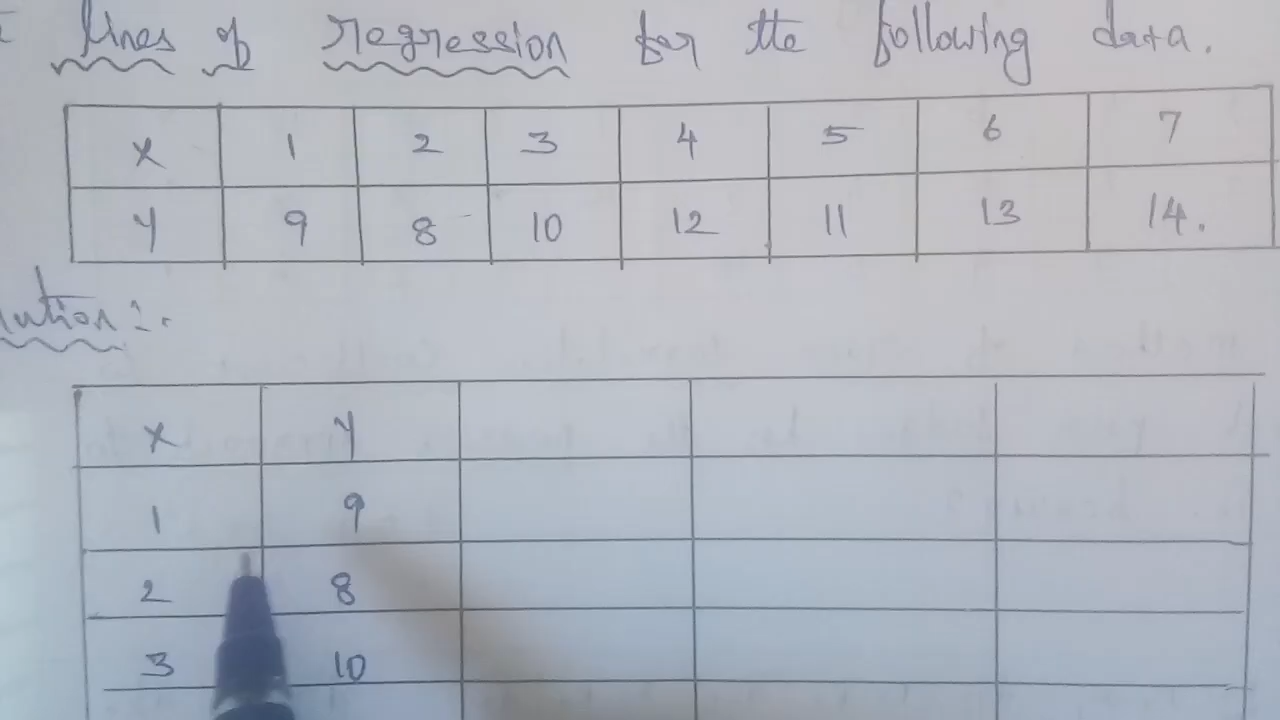 lines of regression for the following data.
x 1 2 3 4 5 6 7
y 9 8 10 12 11 13 14.
lution :-
x y
1 9
2 8
3 10